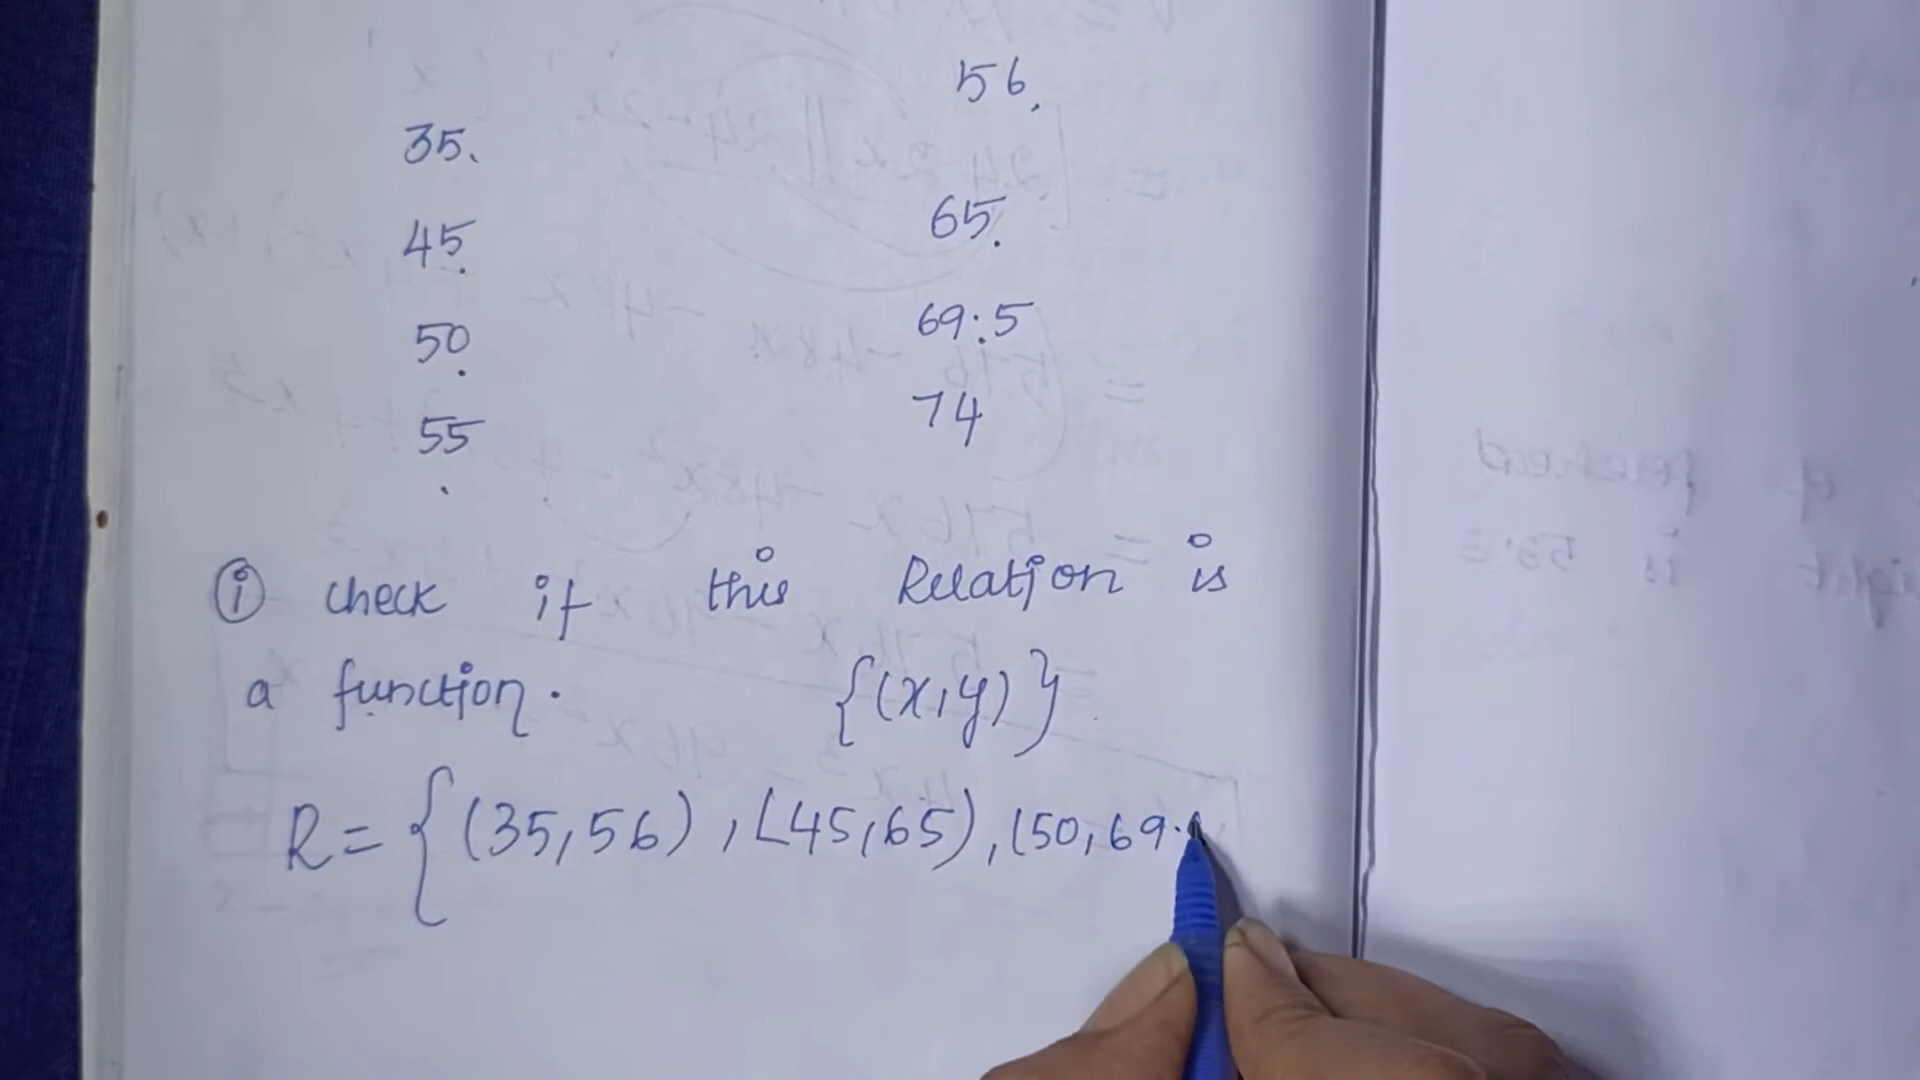 56.
35.
65.
45.
69.5
50.
74
55.
(i) check if this Relation is
a function. {(x,y)}
R = { (35,56), (45,65), (50,69.